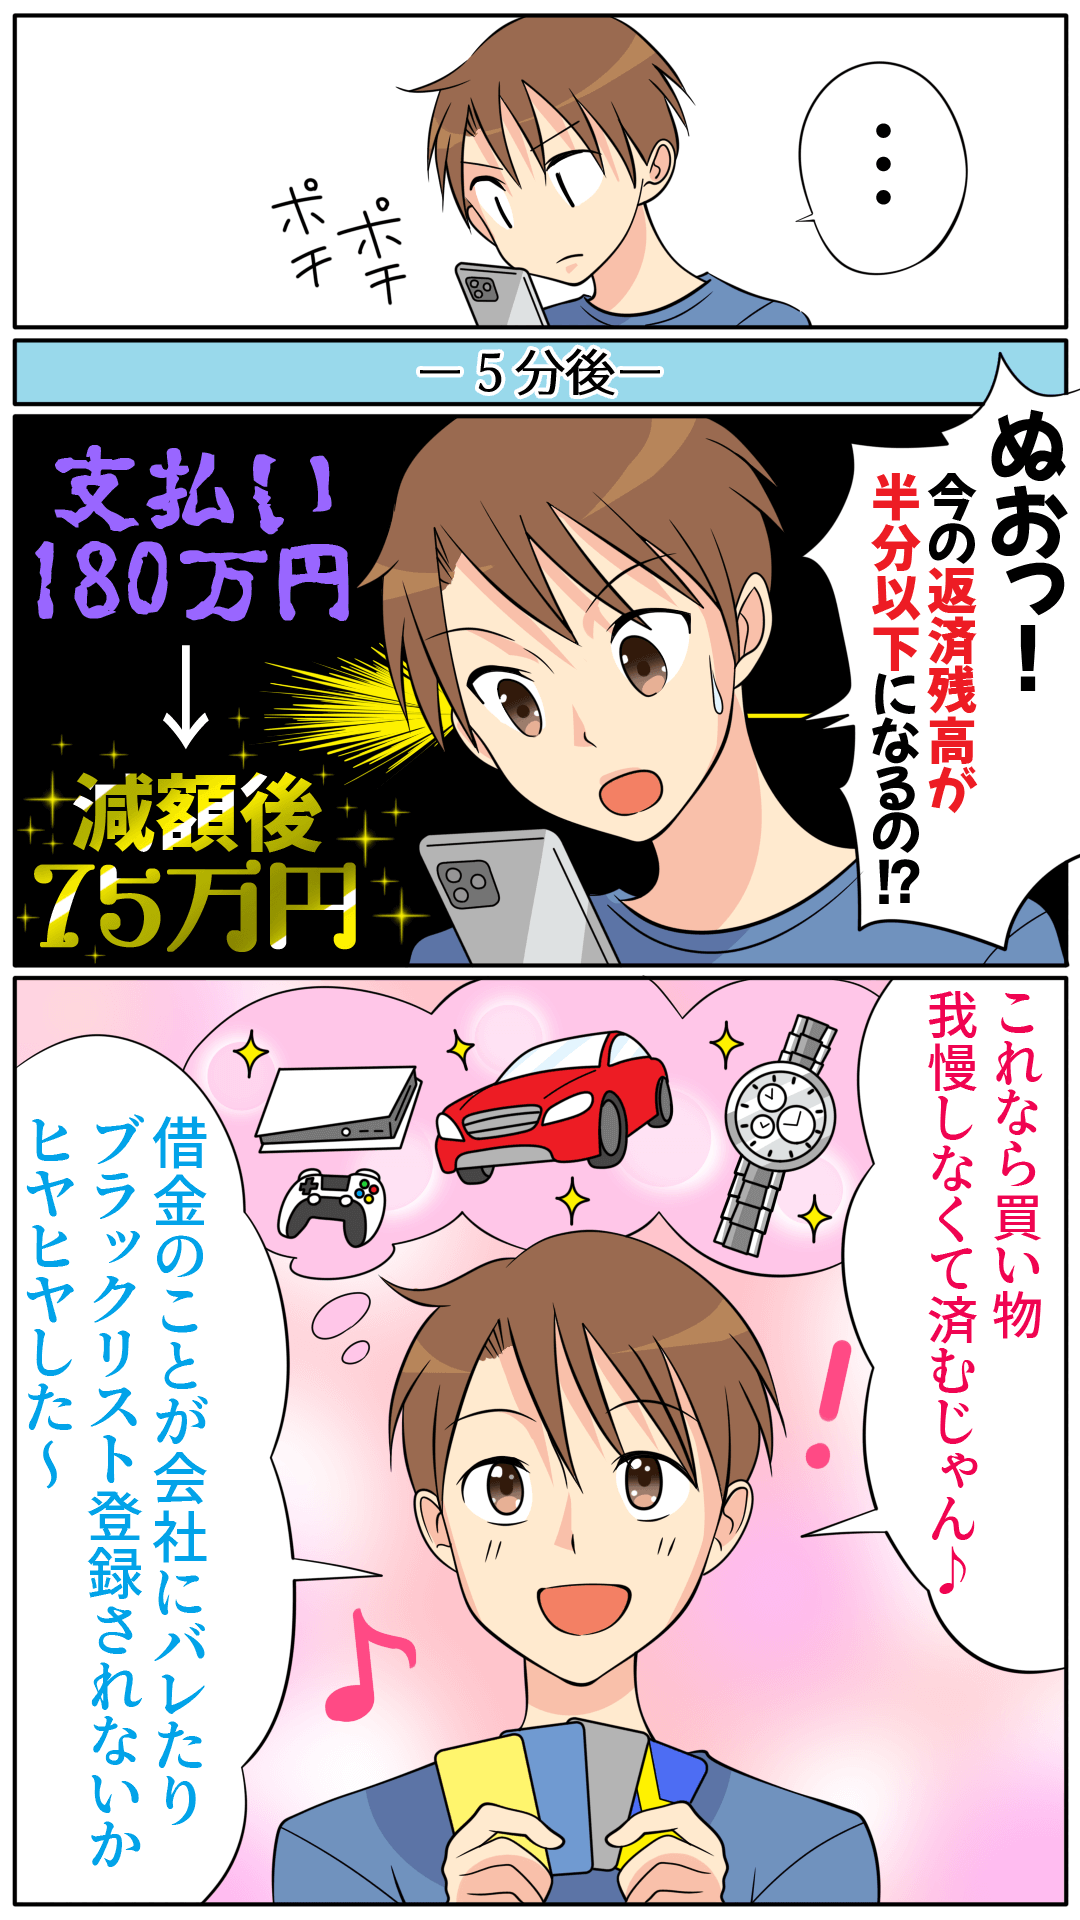 ・・・
ポチ
ポチ
－5分後－
ぬおっ！
今の返済残高が
半分以下になるの!?
支払い
180万円
↓
減額後
75万円
これなら買い物
我慢しなくて済むじゃん♪
借金のことが会社にバレたり
ブラックリスト登録されないか
ヒヤヒヤした～